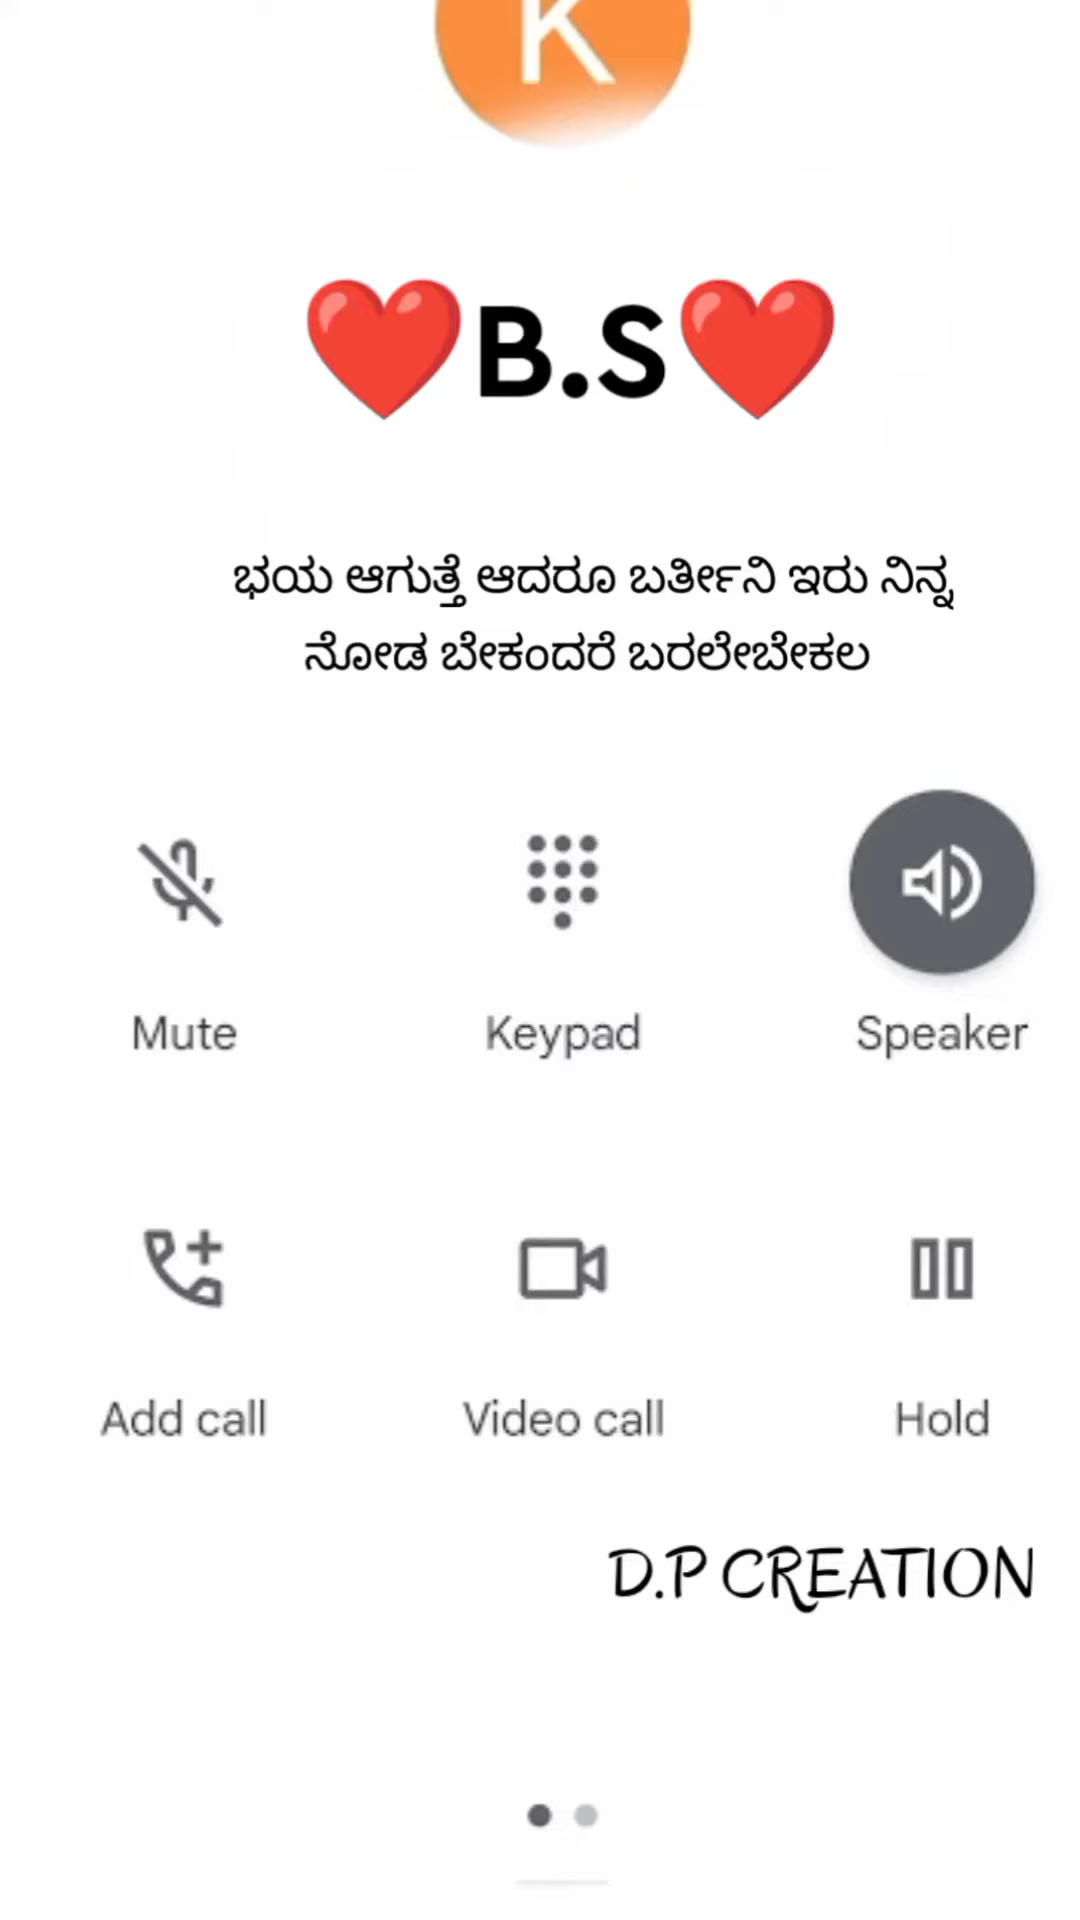 K
❤️B.S❤️
ಭಯ ಆಗುತ್ತೆ ಆದರೂ ಬರ್ತೀನಿ ಇರು ನಿನ್ನ
ನೋಡ ಬೇಕಂದರೆ ಬರಲೇಬೇಕಲ
Mute Keypad Speaker
Add call Video call Hold
D.P CREATION